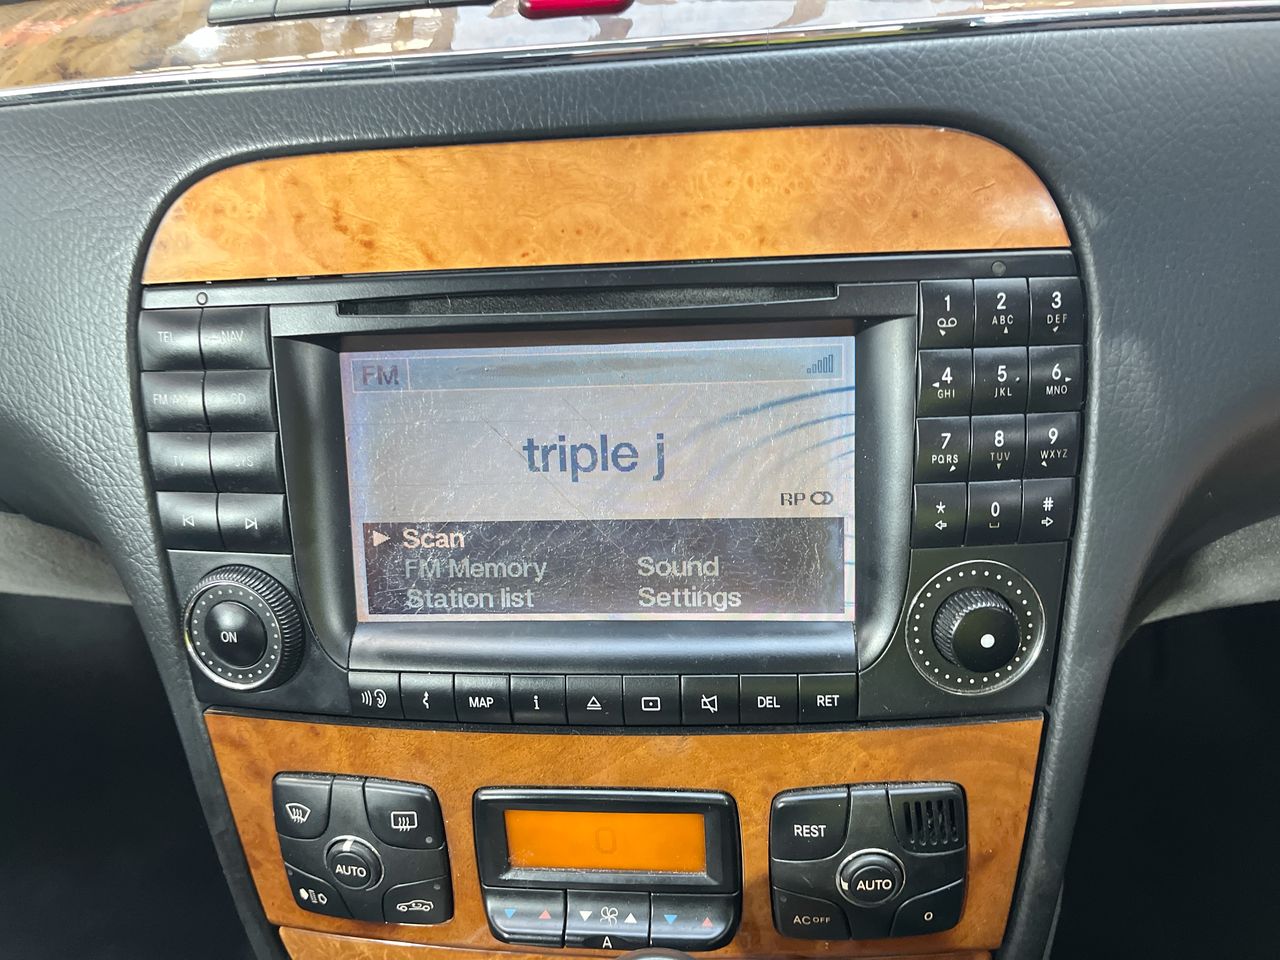 FM
triple j
RP
Scan
FM Memory Sound
Station list Settings
TEL NAV
FM AM CD
TV SYS
ON
1
2 ABC
3 DEF
4 GHI
5 JKL
6 MNO
7 PQRS
8 TUV
9 WXYZ
* 0 #
MAP i DEL RET
AUTO
0
A
REST
AUTO
AC OFF
0